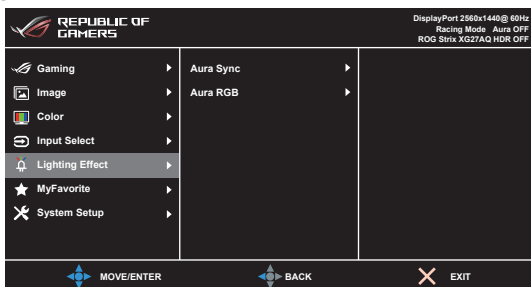 REPUBLIC OF
GAMERS
DisplayPort 2560x1440@ 60Hz
Racing Mode Aura OFF
ROG Strix XG27AQ HDR OFF
Gaming
Image
Color
Input Select
Lighting Effect
MyFavorite
System Setup
Aura Sync
Aura RGB
MOVE/ENTER
BACK
EXIT